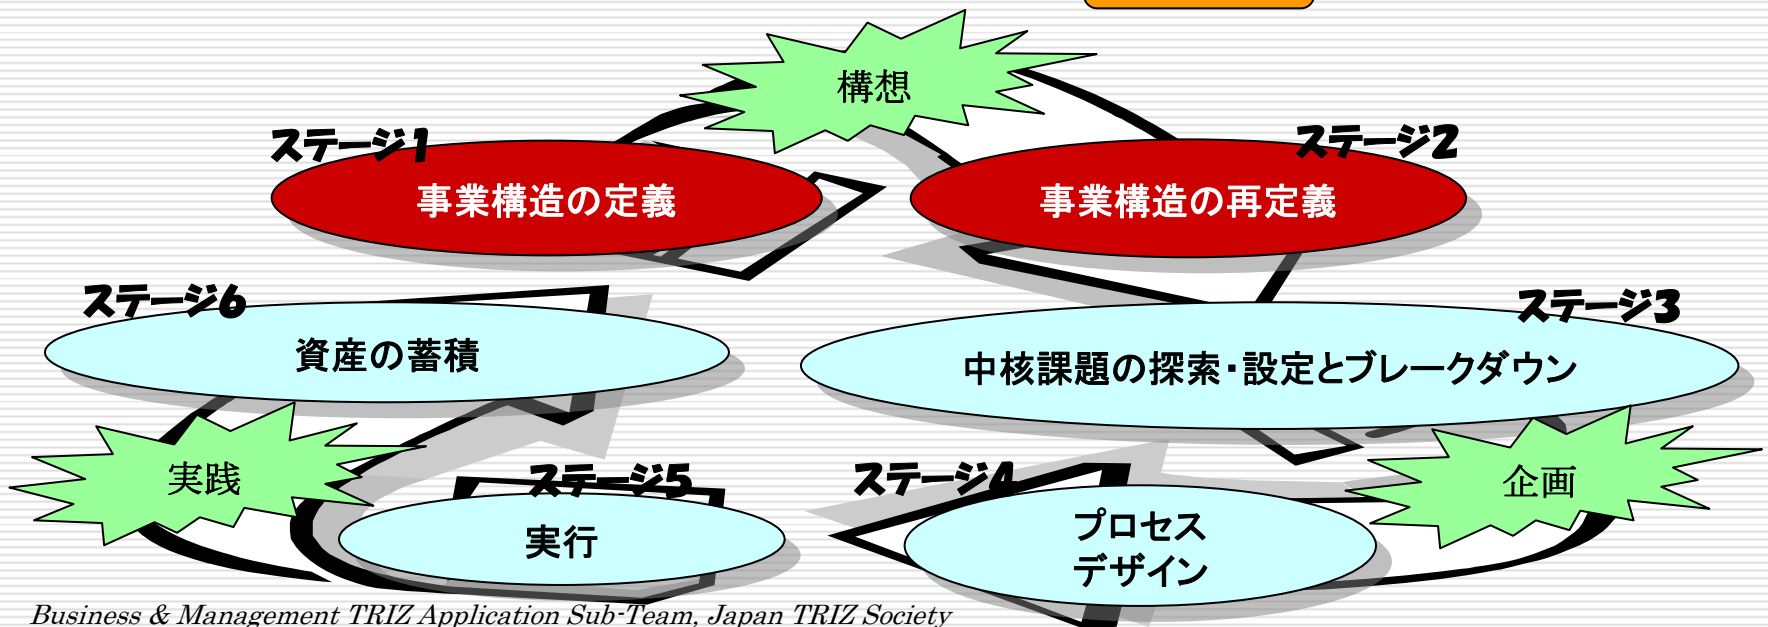 構想
ステージ1
事業構造の定義
ステージ2
事業構造の再定義
ステージ6
資産の蓄積
ステージ3
中核課題の探索・設定とブレークダウン
実践
ステージ5
実行
ステージ4
プロセス
デザイン
企画
Business & Management TRIZ Application Sub-Team, Japan TRIZ Society